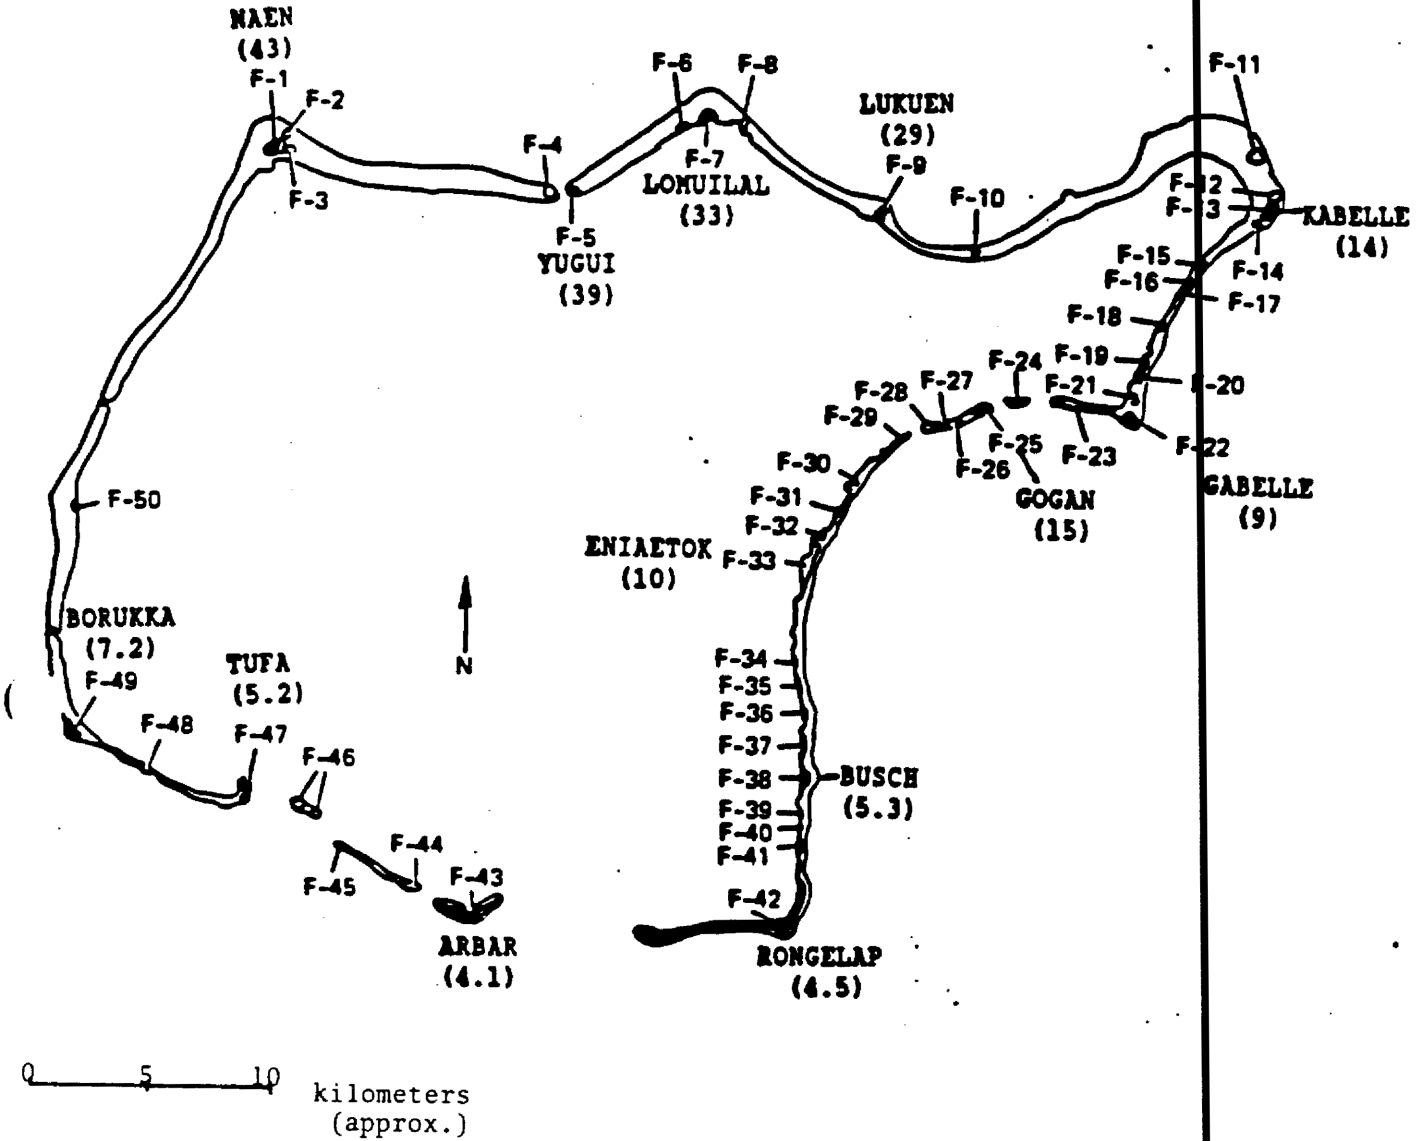 NAEN
(43)
F-1
F-2
F-3
F-4
F-5
YUGUI
(39)
F-6
F-8
F-7
LOMUILAL
(33)
LUKUEN
(29)
F-9
F-10
F-11
F-12
F-13
KABELLE
(14)
F-14
F-15
F-16
F-17
F-18
F-19
F-20
F-21
F-22
F-23
GABELLE
(9)
F-24
F-25
F-26
GOGAN
(15)
F-27
F-28
F-29
F-30
F-31
F-32
F-33
ENIAETOK
(10)
F-34
F-35
F-36
F-37
F-38
BUSCH
(5.3)
F-39
F-40
F-41
F-42
RONGELAP
(4.5)
F-43
ARBAR
(4.1)
F-44
F-45
F-46
F-47
TUFA
(5.2)
F-48
F-49
BORUKKA
(7.2)
F-50
N
0 5 10
kilometers
(approx.)